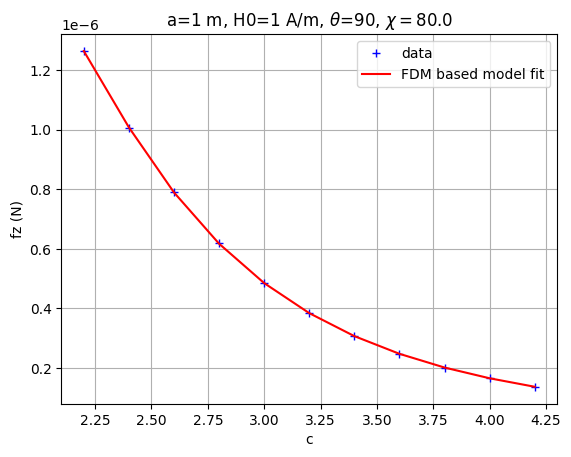 a=1 m, H0=1 A/m, θ=90, χ = 80.0
1e−6
data
FDM based model fit
1.2
1.0
0.8
0.6
0.4
0.2
fz (N)
2.25 2.50 2.75 3.00 3.25 3.50 3.75 4.00 4.25
c